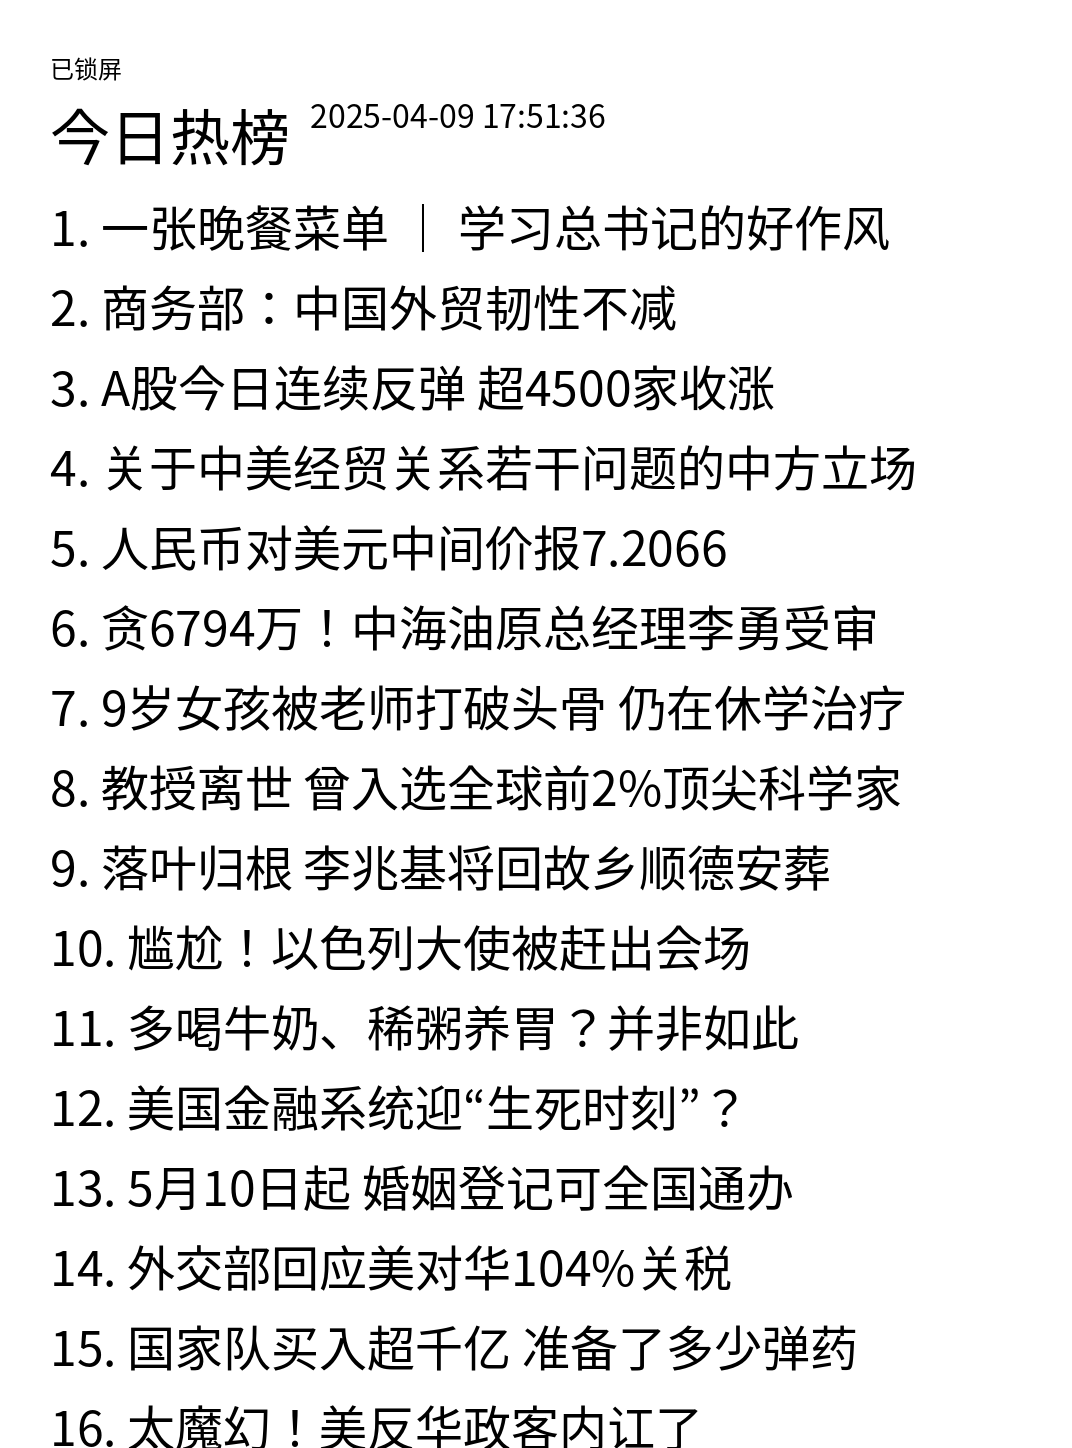 已锁屏
今日热榜 2025-04-09 17:51:36
1. 一张晚餐菜单 ｜ 学习总书记的好作风
2. 商务部：中国外贸韧性不减
3. A股今日连续反弹 超4500家收涨
4. 关于中美经贸关系若干问题的中方立场
5. 人民币对美元中间价报7.2066
6. 贪6794万！中海油原总经理李勇受审
7. 9岁女孩被老师打破头骨 仍在休学治疗
8. 教授离世 曾入选全球前2%顶尖科学家
9. 落叶归根 李兆基将回故乡顺德安葬
10. 尴尬！以色列大使被赶出会场
11. 多喝牛奶、稀粥养胃？并非如此
12. 美国金融系统迎“生死时刻”？
13. 5月10日起 婚姻登记可全国通办
14. 外交部回应美对华104%关税
15. 国家队买入超千亿 准备了多少弹药
16. 太魔幻！美反华政客内讧了